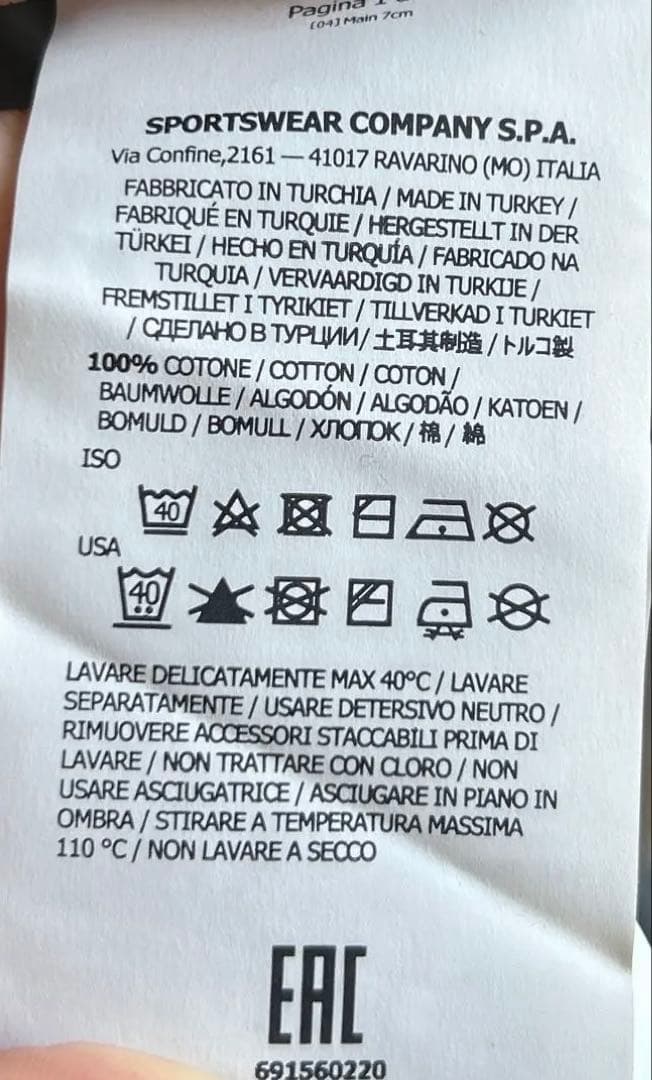 Pagina 1
[04] Main 7cm
SPORTSWEAR COMPANY S.P.A.
Via Confine,2161 — 41017 RAVARINO (MO) ITALIA
FABBRICATO IN TURCHIA / MADE IN TURKEY /
FABRIQUÉ EN TURQUIE / HERGESTELLT IN DER
TÜRKEI / HECHO EN TURQUÍA / FABRICADO NA
TURQUIA / VERVAARDIGD IN TURKIJE /
FREMSTILLET I TYRIKIET / TILLVERKAD I TURKIET
/ СДЕЛАНО В ТУРЦИИ / 土耳其制造 / トルコ製
100% COTONE / COTTON / COTON /
BAUMWOLLE / ALGODÓN / ALGODÃO / KATOEN /
BOMULD / BOMULL / ХЛОПОК / 棉 / 綿
ISO
40
USA
40
LAVARE DELICATAMENTE MAX 40°C / LAVARE
SEPARATAMENTE / USARE DETERSIVO NEUTRO /
RIMUOVERE ACCESSORI STACCABILI PRIMA DI
LAVARE / NON TRATTARE CON CLORO / NON
USARE ASCIUGATRICE / ASCIUGARE IN PIANO IN
OMBRA / STIRARE A TEMPERATURA MASSIMA
110 °C / NON LAVARE A SECCO
EAC
691560220